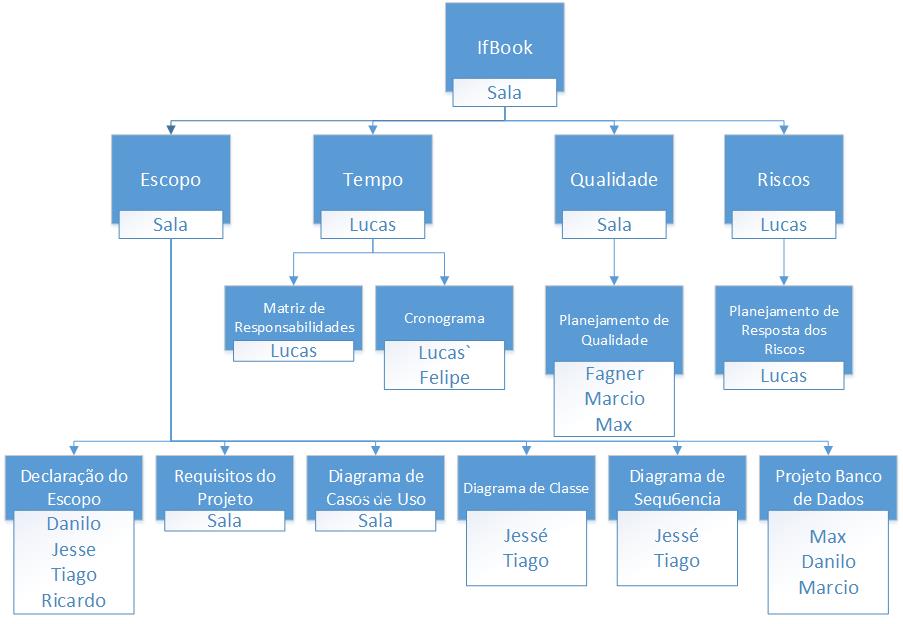 IfBook
Sala
Escopo
Sala
Tempo
Lucas
Qualidade
Sala
Riscos
Lucas
Matriz de
Responsabilidades
Lucas
Cronograma
Lucas`
Felipe
Planejamento de
Qualidade
Fagner
Marcio
Max
Planejamento de
Resposta dos
Riscos
Lucas
Declaração do
Escopo
Danilo
Jesse
Tiago
Ricardo
Requisitos do
Projeto
Sala
Diagrama de
Casos de Uso
Sala
Diagrama de Classe
Jessé
Tiago
Diagrama de
Sequ6encia
Jessé
Tiago
Projeto Banco
de Dados
Max
Danilo
Marcio